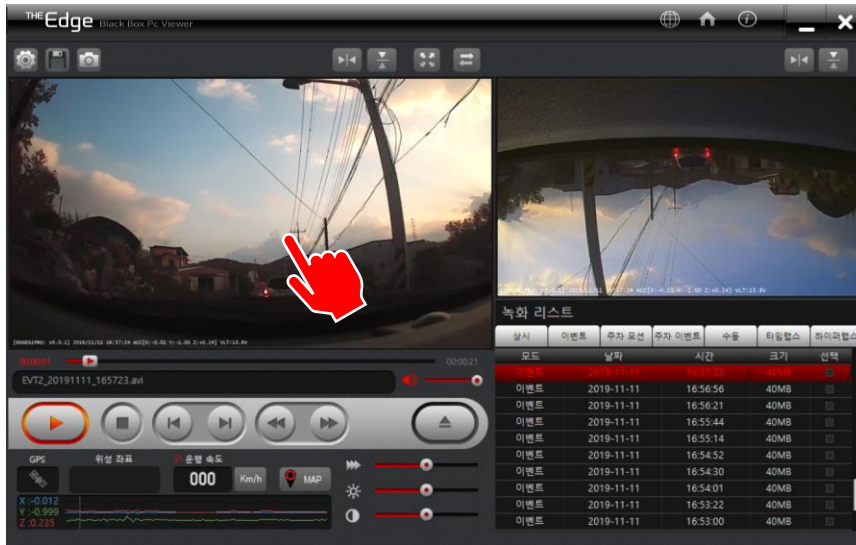 THE Edge Black Box Pc Viewer
녹화 리스트
상시 이벤트 주차 모션 주차 이벤트 수동 타임랩스 하이퍼랩스
모드 날짜 시간 크기 선택
이벤트 2019-11-11 16:57:23 40MB
이벤트 2019-11-11 16:56:56 40MB
이벤트 2019-11-11 16:56:21 40MB
이벤트 2019-11-11 16:55:44 40MB
이벤트 2019-11-11 16:55:14 40MB
이벤트 2019-11-11 16:54:52 40MB
이벤트 2019-11-11 16:54:30 40MB
이벤트 2019-11-11 16:54:01 40MB
이벤트 2019-11-11 16:53:22 40MB
이벤트 2019-11-11 16:53:00 40MB
00:00:01 00:00:21
EVT2_20191111_165723.avi
GPS 위성 좌표 운행 속도
000 Km/h MAP
X :-0.012
Y :-0.999
Z :0.235